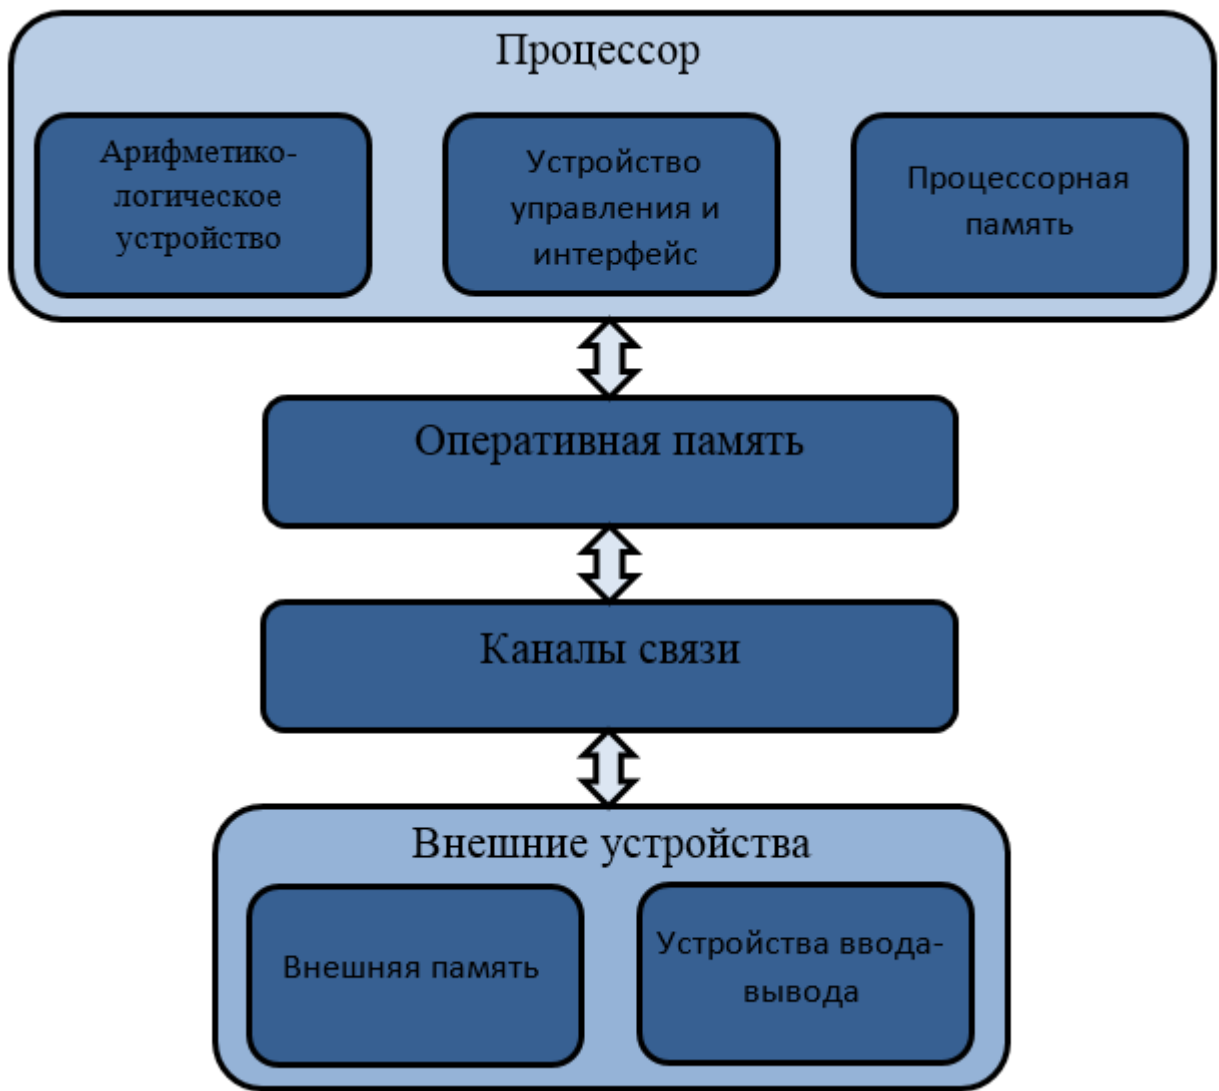 Процессор
Арифметико-
логическое
устройство
Устройство
управления и
интерфейс
Процессорная
память
Оперативная память
Каналы связи
Внешние устройства
Внешняя память
Устройства ввода-
вывода